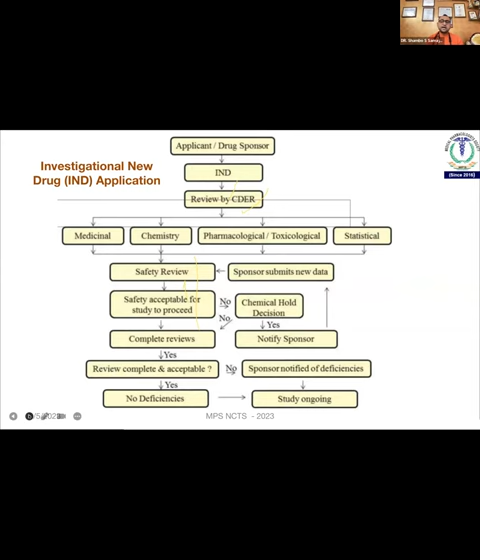 DR. Shambo S Sama
Investigational New
Drug (IND) Application
Applicant / Drug Sponsor
IND
Review by CDER
Medicinal
Chemistry
Pharmacological / Toxicological
Statistical
Safety Review
Sponsor submits new data
Safety acceptable for
study to proceed
No
Chemical Hold
Decision
No
Yes
Complete reviews
Notify Sponsor
Yes
Review complete & acceptable ?
No
Sponsor notified of deficiencies
Yes
No Deficiencies
Study ongoing
MPS NCTS - 2023
(Since 2016)